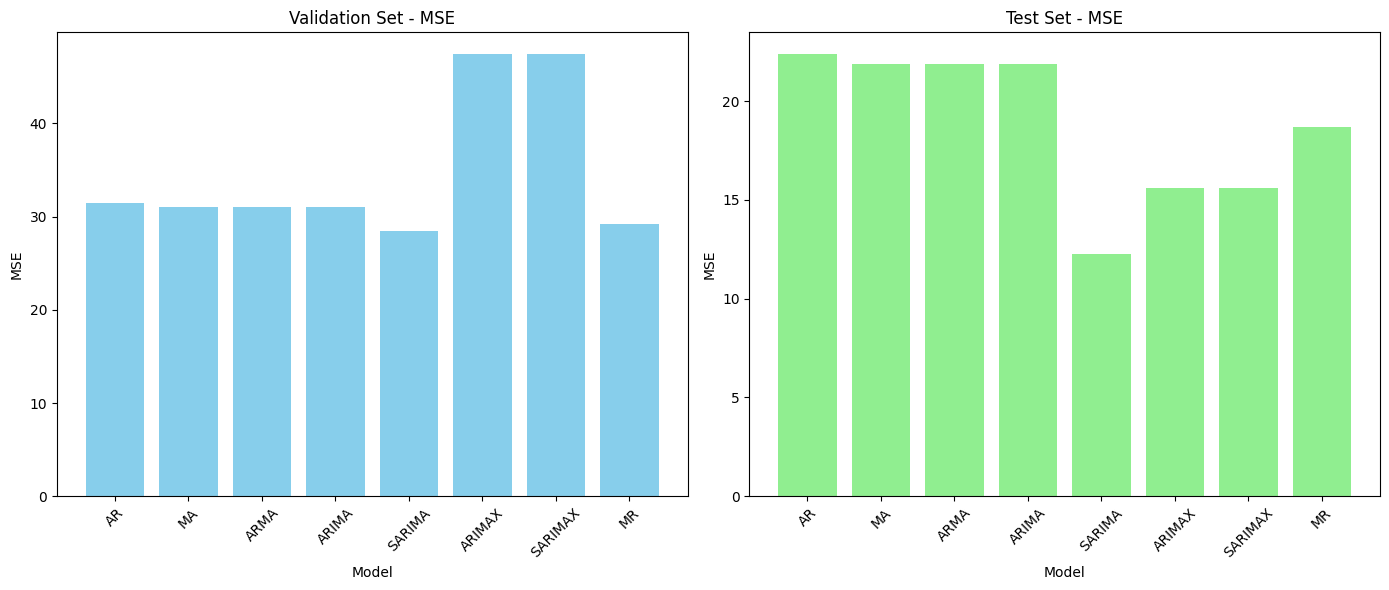 Validation Set - MSE
MSE
40
30
20
10
0
AR
MA
ARMA
ARIMA
SARIMA
ARIMAX
SARIMAX
MR
Model
Test Set - MSE
MSE
20
15
10
5
0
AR
MA
ARMA
ARIMA
SARIMA
ARIMAX
SARIMAX
MR
Model